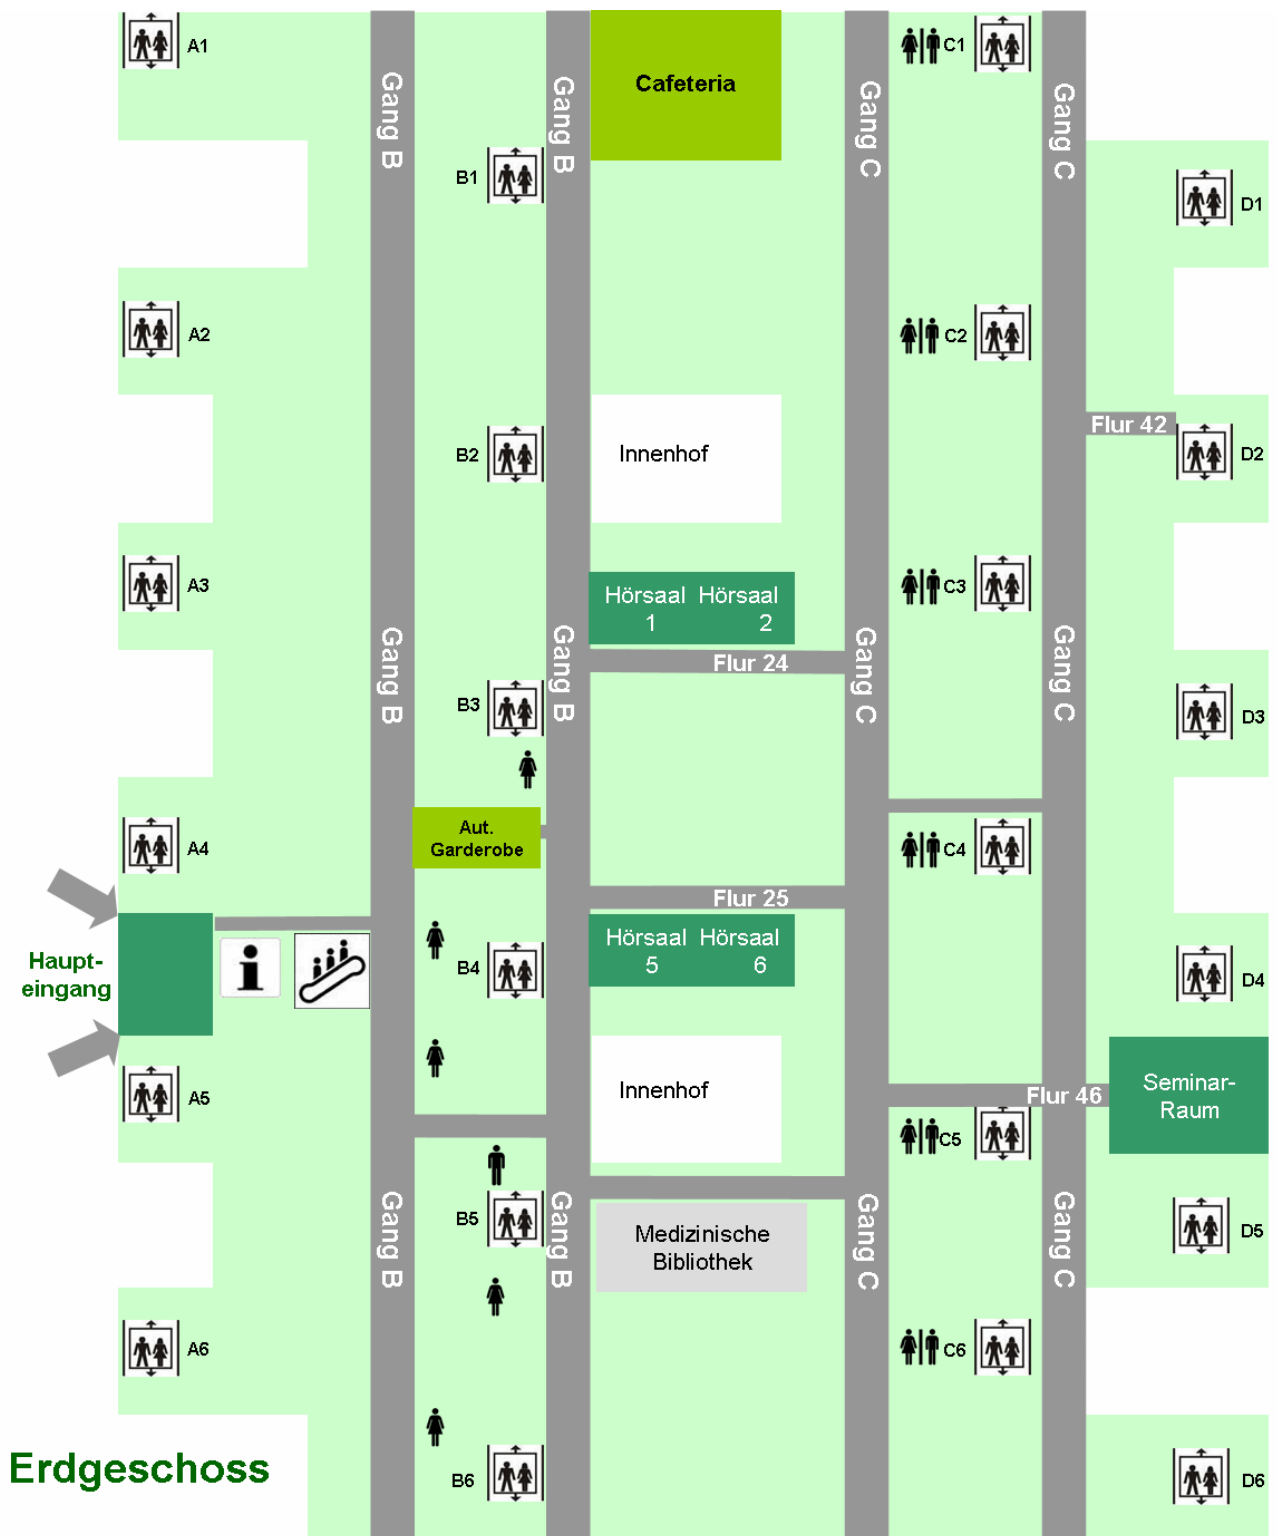 A1
Cafeteria
C1
Gang B
Gang B
Gang C
Gang C
B1
D1
A2
C2
Flur 42
B2
Innenhof
D2
A3
Hörsaal 1
Hörsaal 2
C3
Gang B
Gang B
Flur 24
Gang C
Gang C
B3
D3
Aut.
Garderobe
A4
C4
Flur 25
Haupt-
eingang
B4
Hörsaal 5
Hörsaal 6
D4
A5
Innenhof
Flur 46
Seminar-
Raum
C5
Gang B
B5
Gang B
Medizinische
Bibliothek
Gang C
Gang C
D5
A6
C6
Erdgeschoss
B6
D6